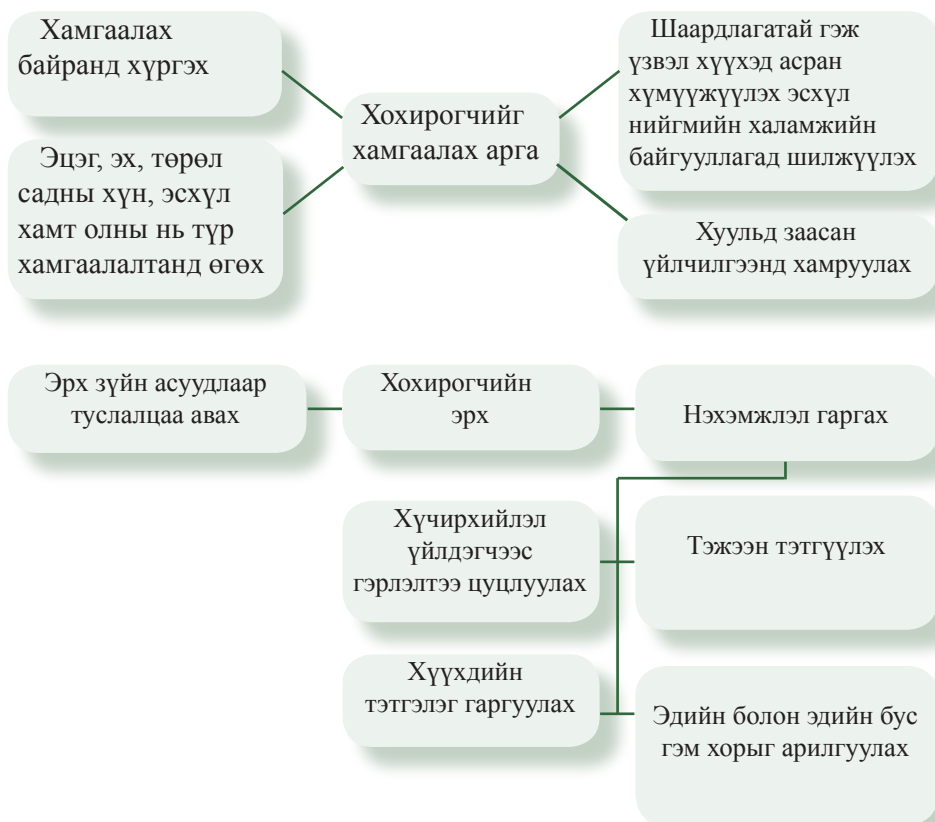 Хамгаалах
байранд хүргэх
Эцэг, эх, төрөл
садны хүн, эсхүл
хамт олны нь түр
хамгаалалтанд өгөх
Хохирогчийг
хамгаалах арга
Шаардлагатай гэж
үзвэл хүүхэд асран
хүмүүжүүлэх эсхүл
нийгмийн халамжийн
байгууллагад шилжүүлэх
Хуульд заасан
үйлчилгээнд хамруулах
Эрх зүйн асуудлаар
туслалцаа авах
Хохирогчийн
эрх
Нэхэмжлэл гаргах
Хүчирхийлэл
үйлдэгчээс
гэрлэлтээ цуцлуулах
Тэжээн тэтгүүлэх
Хүүхдийн
тэтгэлэг гаргуулах
Эдийн болон эдийн бус
гэм хорыг арилгуулах